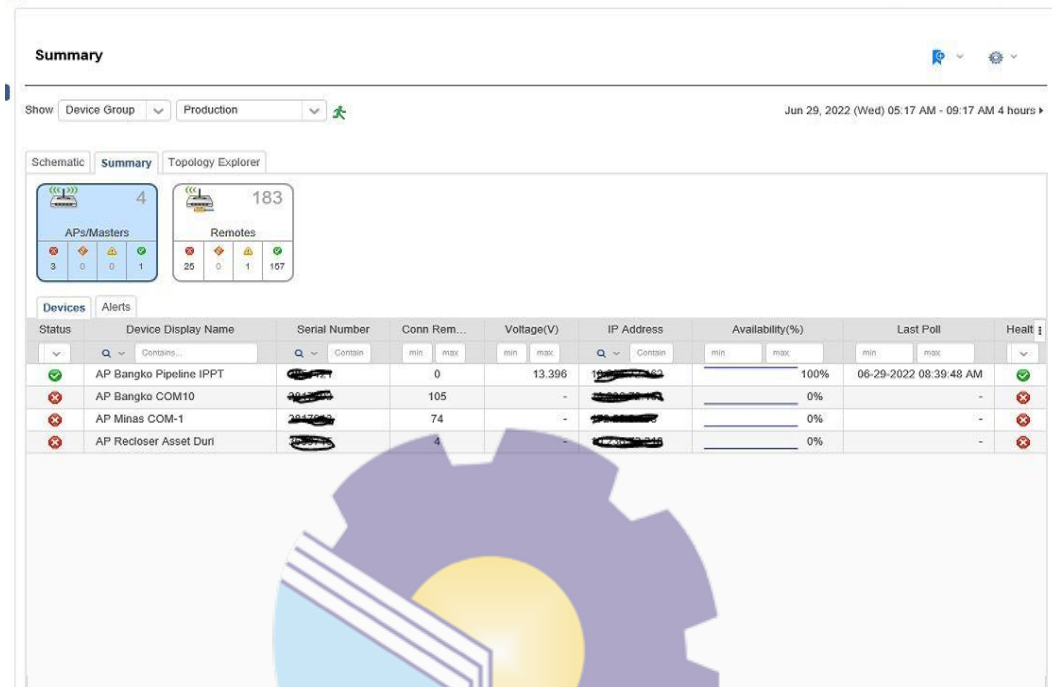 Summary
Show Device Group Production Jun 29, 2022 (Wed) 05:17 AM - 09:17 AM 4 hours
Schematic Summary Topology Explorer
4 183
APs/Masters Remotes
3 0 0 1 25 0 1 157
Devices Alerts
Status Device Display Name Serial Number Conn Rem... Voltage(V) IP Address Availability(%) Last Poll Healt
Contains... Contain min max min max Contain min max min max
AP Bangko Pipeline IPPT 0 13.396 100% 06-29-2022 08:39:48 AM
AP Bangko COM10 105 - 0% -
AP Minas COM-1 74 - 0% -
AP Recloser Asset Duri 4 - 0% -